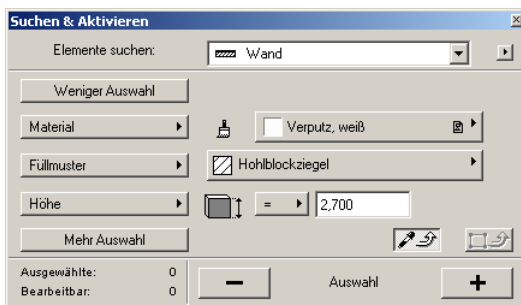 Suchen & Aktivieren
Elemente suchen: Wand
Weniger Auswahl
Material Verputz, weiß
Füllmuster Hohlblockziegel
Höhe = 2,700
Mehr Auswahl
Ausgewählte: 0
Bearbeitbar: 0
− Auswahl +